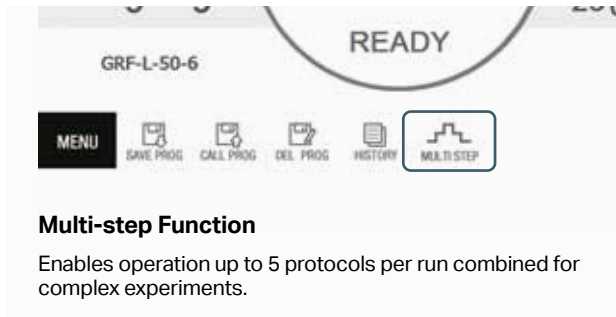 READY
GRF-L-50-6
MENU SAVE PROG CALL PROG DEL PROG HISTORY MULTI STEP
Multi-step Function
Enables operation up to 5 protocols per run combined for
complex experiments.